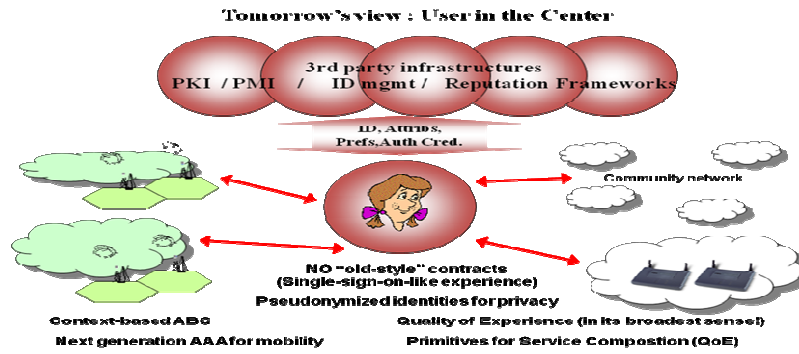 Tomorrow's view : User in the Center
3rd party infrastructures
PKI / PMI / ID mgmt / Reputation Frameworks
ID, Attribs,
Prefs,Auth Cred.
Community network
NO "old-style" contracts
(Single-sign-on-like experience)
Pseudonymized identities for privacy
Context-based ABC
Quality of Experience (in its broadest sense!)
Next generation AAA for mobility
Primitives for Service Compostion (QoE)